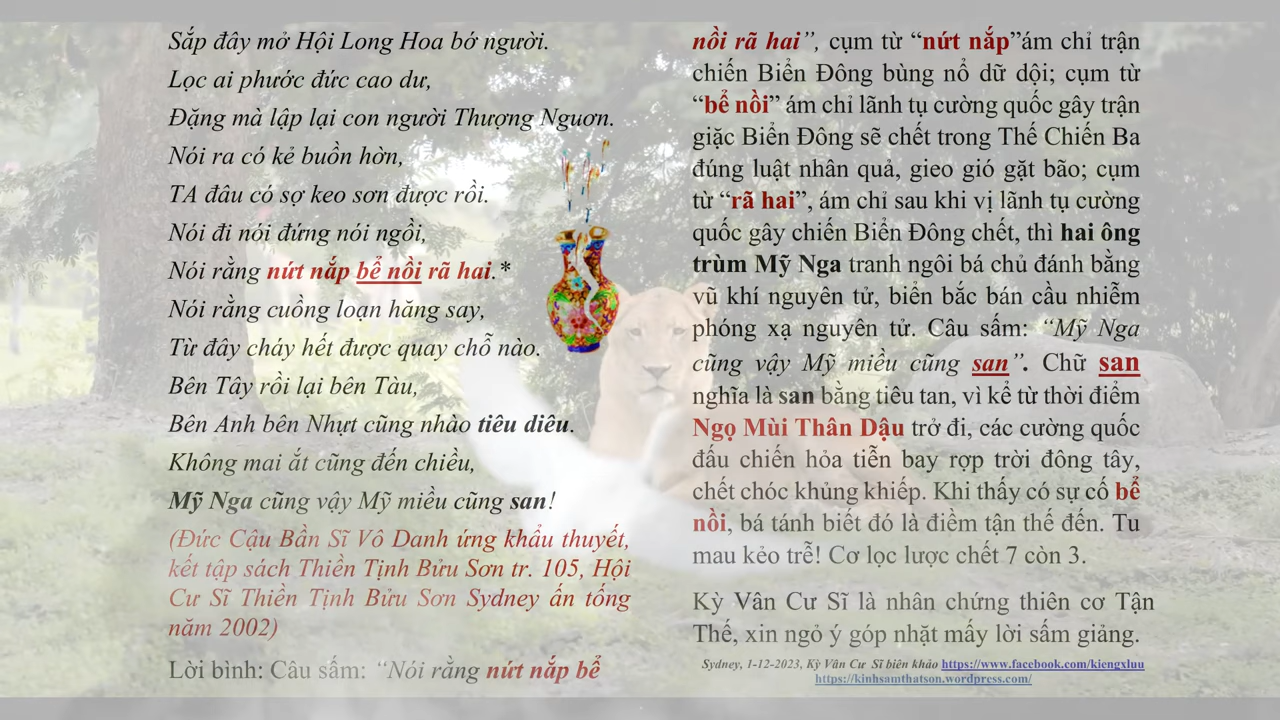 Sắp đây mở Hội Long Hoa bớ người.
Lọc ai phước đức cao dư,
Đặng mà lập lại con người Thượng Nguơn.
Nói ra có kẻ buồn hờn,
TA đâu có sợ keo sơn được rồi.
Nói đi nói đứng nói ngồi,
Nói rằng nứt nắp bể nồi rã hai.*
Nói rằng cuồng loạn hăng say,
Từ đây cháy hết được quay chỗ nào.
Bên Tây rồi lại bên Tàu,
Bên Anh bên Nhựt cũng nhào tiêu diêu.
Không mai ắt cũng đến chiều,
Mỹ Nga cũng vậy Mỹ miều cũng san!
(Đức Cậu Bần Sĩ Vô Danh ứng khẩu thuyết,
kết tập sách Thiền Tịnh Bửu Sơn tr. 105, Hội
Cư Sĩ Thiền Tịnh Bửu Sơn Sydney ấn tống
năm 2002)
Lời bình: Câu sấm: “Nói rằng nứt nắp bể
nồi rã hai”, cụm từ “nứt nắp”ám chỉ trận
chiến Biển Đông bùng nổ dữ dội; cụm từ
“bể nồi” ám chỉ lãnh tụ cường quốc gây trận
giặc Biển Đông sẽ chết trong Thế Chiến Ba
đúng luật nhân quả, gieo gió gặt bão; cụm
từ “rã hai”, ám chỉ sau khi vị lãnh tụ cường
quốc gây chiến Biển Đông chết, thì hai ông
trùm Mỹ Nga tranh ngôi bá chủ đánh bằng
vũ khí nguyên tử, biển bắc bán cầu nhiễm
phóng xạ nguyên tử. Câu sấm: “Mỹ Nga
cũng vậy Mỹ miều cũng san”. Chữ san
nghĩa là san bằng tiêu tan, vì kể từ thời điểm
Ngọ Mùi Thân Dậu trở đi, các cường quốc
đấu chiến hỏa tiễn bay rợp trời đông tây,
chết chóc khủng khiếp. Khi thấy có sự cố bể
nồi, bá tánh biết đó là điềm tận thế đến. Tu
mau kẻo trễ! Cơ lọc lược chết 7 còn 3.
Kỳ Vân Cư Sĩ là nhân chứng thiên cơ Tận
Thế, xin ngỏ ý góp nhặt mấy lời sấm giảng.
Sydney, 1-12-2023, Kỳ Vân Cư Sĩ biên khảo https://www.facebook.com/kiengxluu
https://kinhsamthatson.wordpress.com/